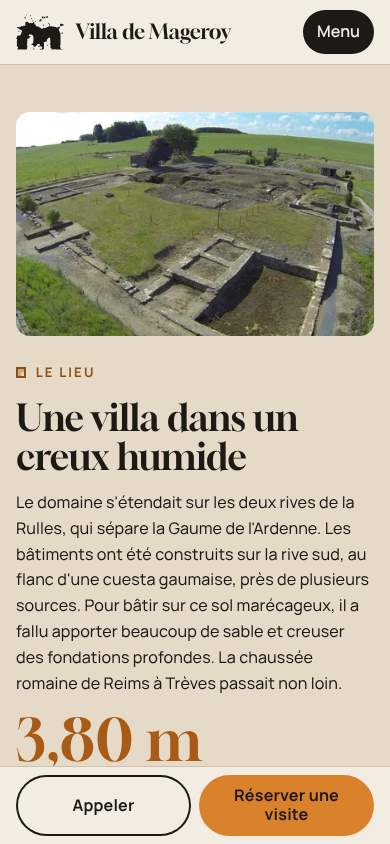 Villa de Mageroy
Menu
LE LIEU
Une villa dans un
creux humide
Le domaine s'étendait sur les deux rives de la
Rulles, qui sépare la Gaume de l'Ardenne. Les
bâtiments ont été construits sur la rive sud, au
flanc d'une cuesta gaumaise, près de plusieurs
sources. Pour bâtir sur ce sol marécageux, il a
fallu apporter beaucoup de sable et creuser
des fondations profondes. La chaussée
romaine de Reims à Trèves passait non loin.
3,80 m
Appeler
Réserver une
visite